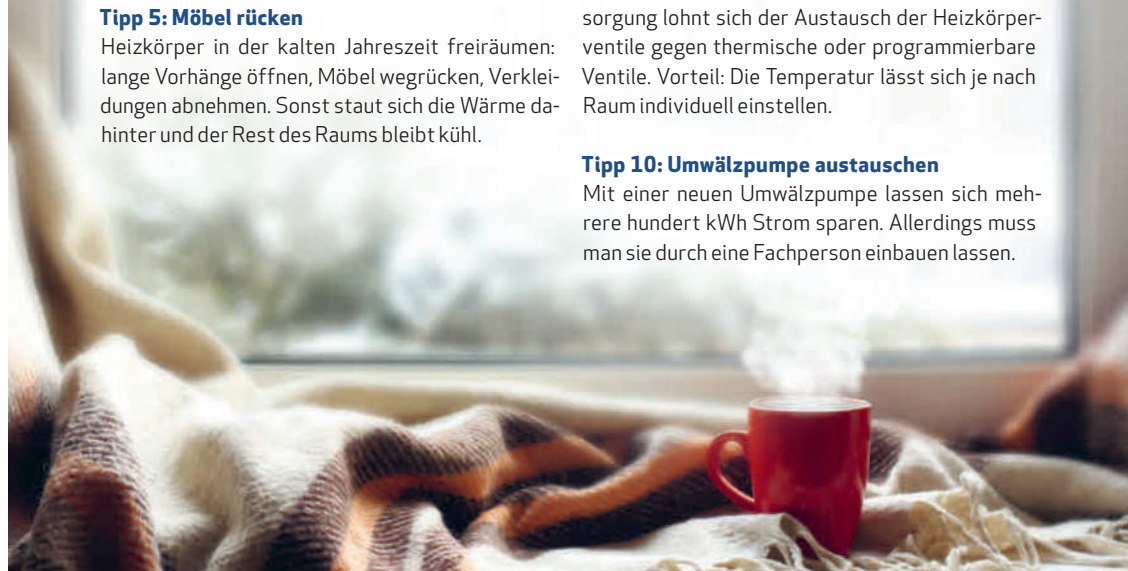 Tipp 5: Möbel rücken
Heizkörper in der kalten Jahreszeit freiräumen:
lange Vorhänge öffnen, Möbel wegrücken, Verklei-
dungen abnehmen. Sonst staut sich die Wärme da-
hinter und der Rest des Raums bleibt kühl.
sorgung lohnt sich der Austausch der Heizkörper-
ventile gegen thermische oder programmierbare
Ventile. Vorteil: Die Temperatur lässt sich je nach
Raum individuell einstellen.
Tipp 10: Umwälzpumpe austauschen
Mit einer neuen Umwälzpumpe lassen sich meh-
rere hundert kWh Strom sparen. Allerdings muss
man sie durch eine Fachperson einbauen lassen.